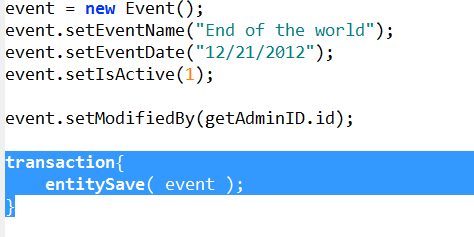 event = new Event();
event.setEventName("End of the world");
event.setEventDate("12/21/2012");
event.setIsActive(1);
event.setModifiedBy(getAdminID.id);
transaction{
entitySave( event );
}